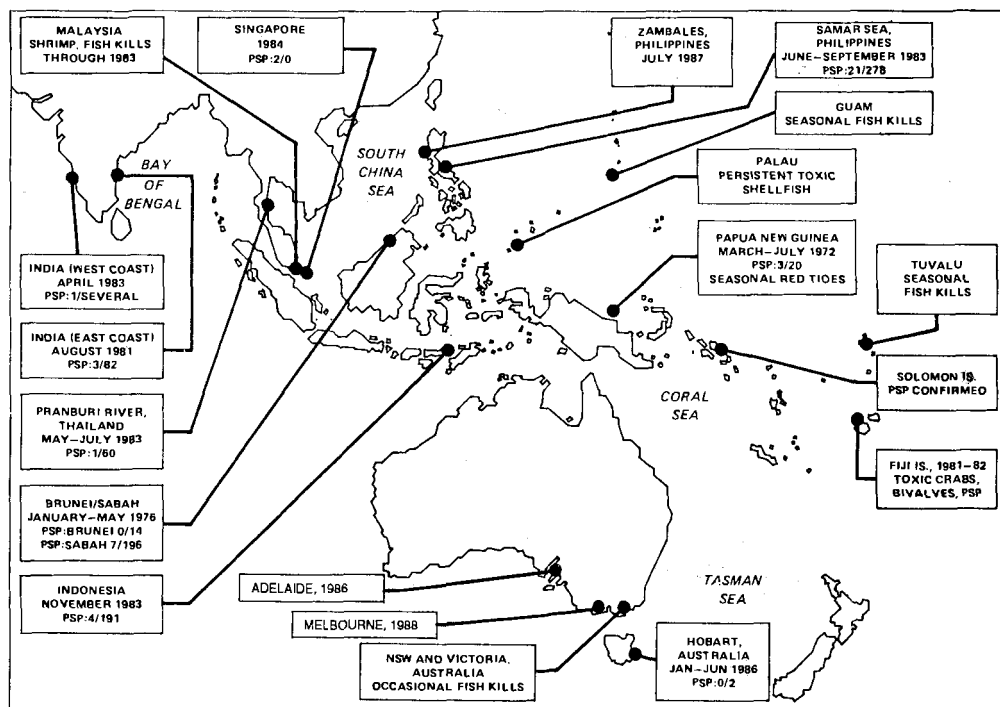 MALAYSIA
SHRIMP, FISH KILLS
THROUGH 1983
SINGAPORE
1984
PSP:2/0
ZAMBALES,
PHILIPPINES
JULY 1987
SAMAR SEA,
PHILIPPINES
JUNE–SEPTEMBER 1983
PSP:21/278
GUAM
SEASONAL FISH KILLS
PALAU
PERSISTENT TOXIC
SHELLFISH
PAPUA NEW GUINEA
MARCH–JULY 1972
PSP:3/20
SEASONAL RED TIDES
TUVALU
SEASONAL
FISH KILLS
SOLOMON IS.
PSP CONFIRMED
FIJI IS., 1981–82
TOXIC CRABS,
BIVALVES, PSP
BAY
OF
BENGAL
SOUTH
CHINA
SEA
CORAL
SEA
TASMAN
SEA
INDIA (WEST COAST)
APRIL 1983
PSP:1/SEVERAL
INDIA (EAST COAST)
AUGUST 1981
PSP:3/82
PRANBURI RIVER,
THAILAND
MAY–JULY 1983
PSP:1/60
BRUNEI/SABAH
JANUARY–MAY 1976
PSP:BRUNEI 0/14
PSP:SABAH 7/196
INDONESIA
NOVEMBER 1983
PSP:4/191
ADELAIDE, 1986
MELBOURNE, 1988
NSW AND VICTORIA,
AUSTRALIA
OCCASIONAL FISH KILLS
HOBART,
AUSTRALIA
JAN–JUN 1986
PSP:0/2